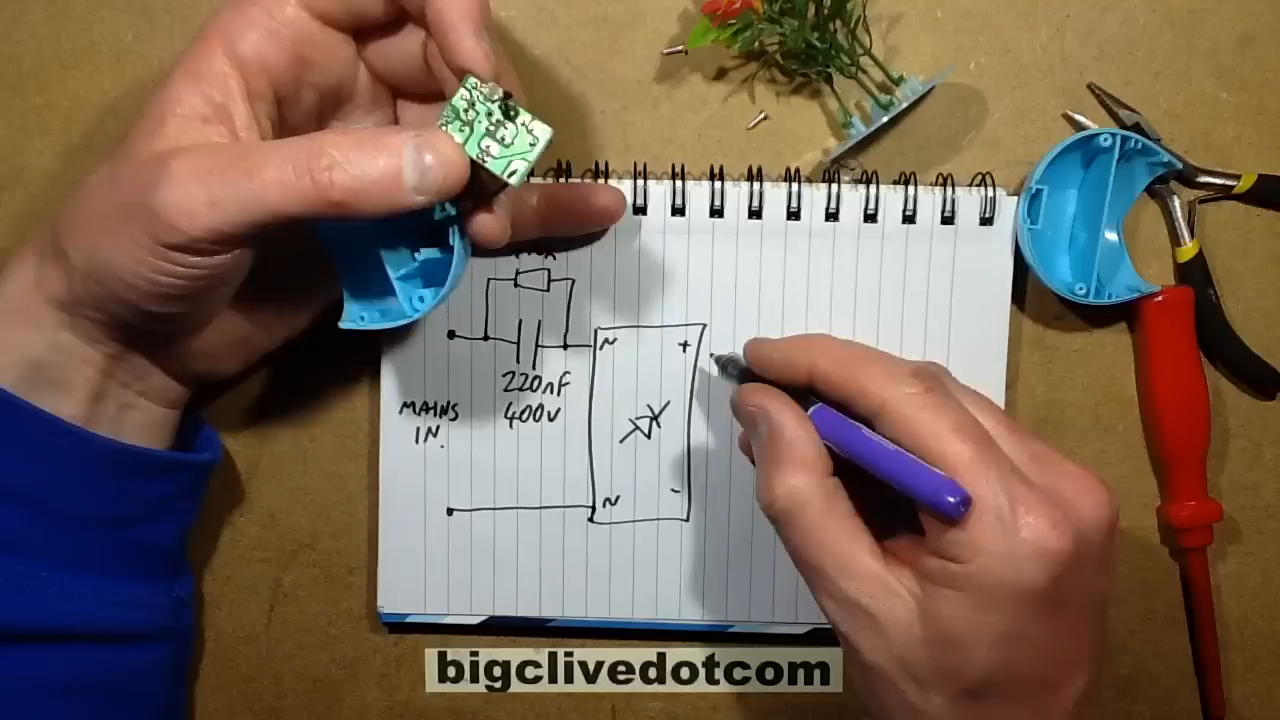 220nF
400V
MAINS
IN.
~
+
~
-
bigclivedotcom